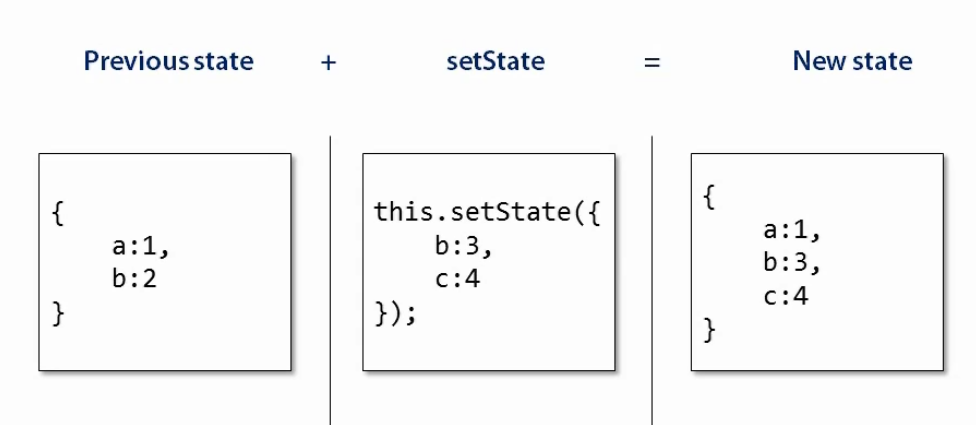 Previous state + setState = New state
{
a:1,
b:2
}
this.setState({
b:3,
c:4
});
{
a:1,
b:3,
c:4
}